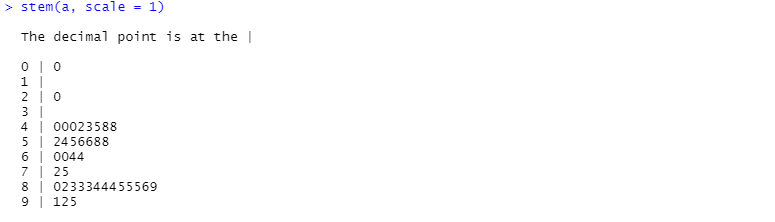 > stem(a, scale = 1)
The decimal point is at the |
0 | 0
1 |
2 | 0
3 |
4 | 00023588
5 | 2456688
6 | 0044
7 | 25
8 | 0233344455569
9 | 125